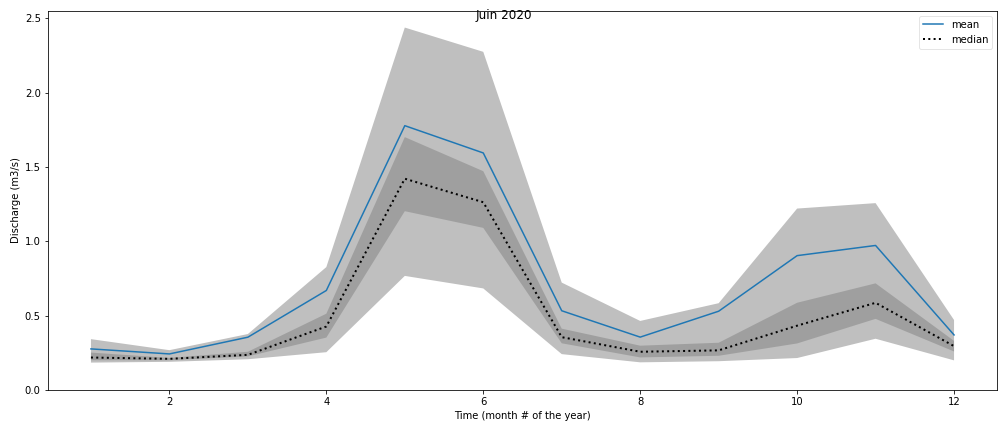 Juin 2020
mean
median
2.5
2.0
1.5
1.0
0.5
0.0
Discharge (m3/s)
2 4 6 8 10 12
Time (month # of the year)